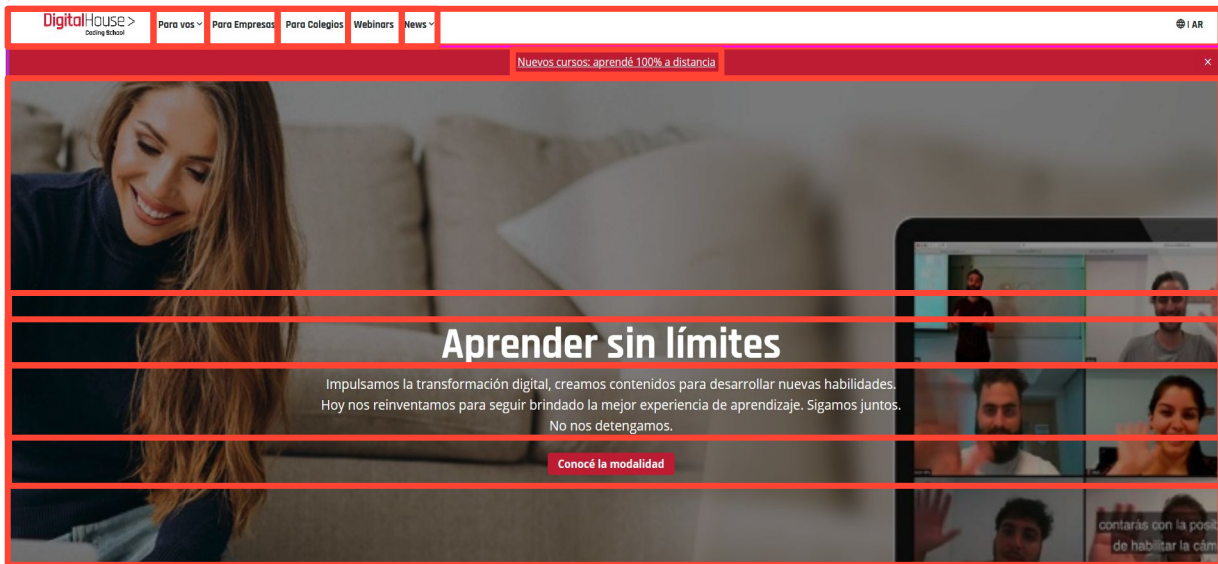 DigitalHouse>
Coding School
Para vos
Para Empresas
Para Colegios
Webinars
News
| AR
Nuevos cursos: aprendé 100% a distancia
×
Aprender sin límites
Impulsamos la transformación digital, creamos contenidos para desarrollar nuevas habilidades.
Hoy nos reinventamos para seguir brindado la mejor experiencia de aprendizaje. Sigamos juntos.
No nos detengamos.
Conocé la modalidad
contarás con la posib
de habilitar la cám